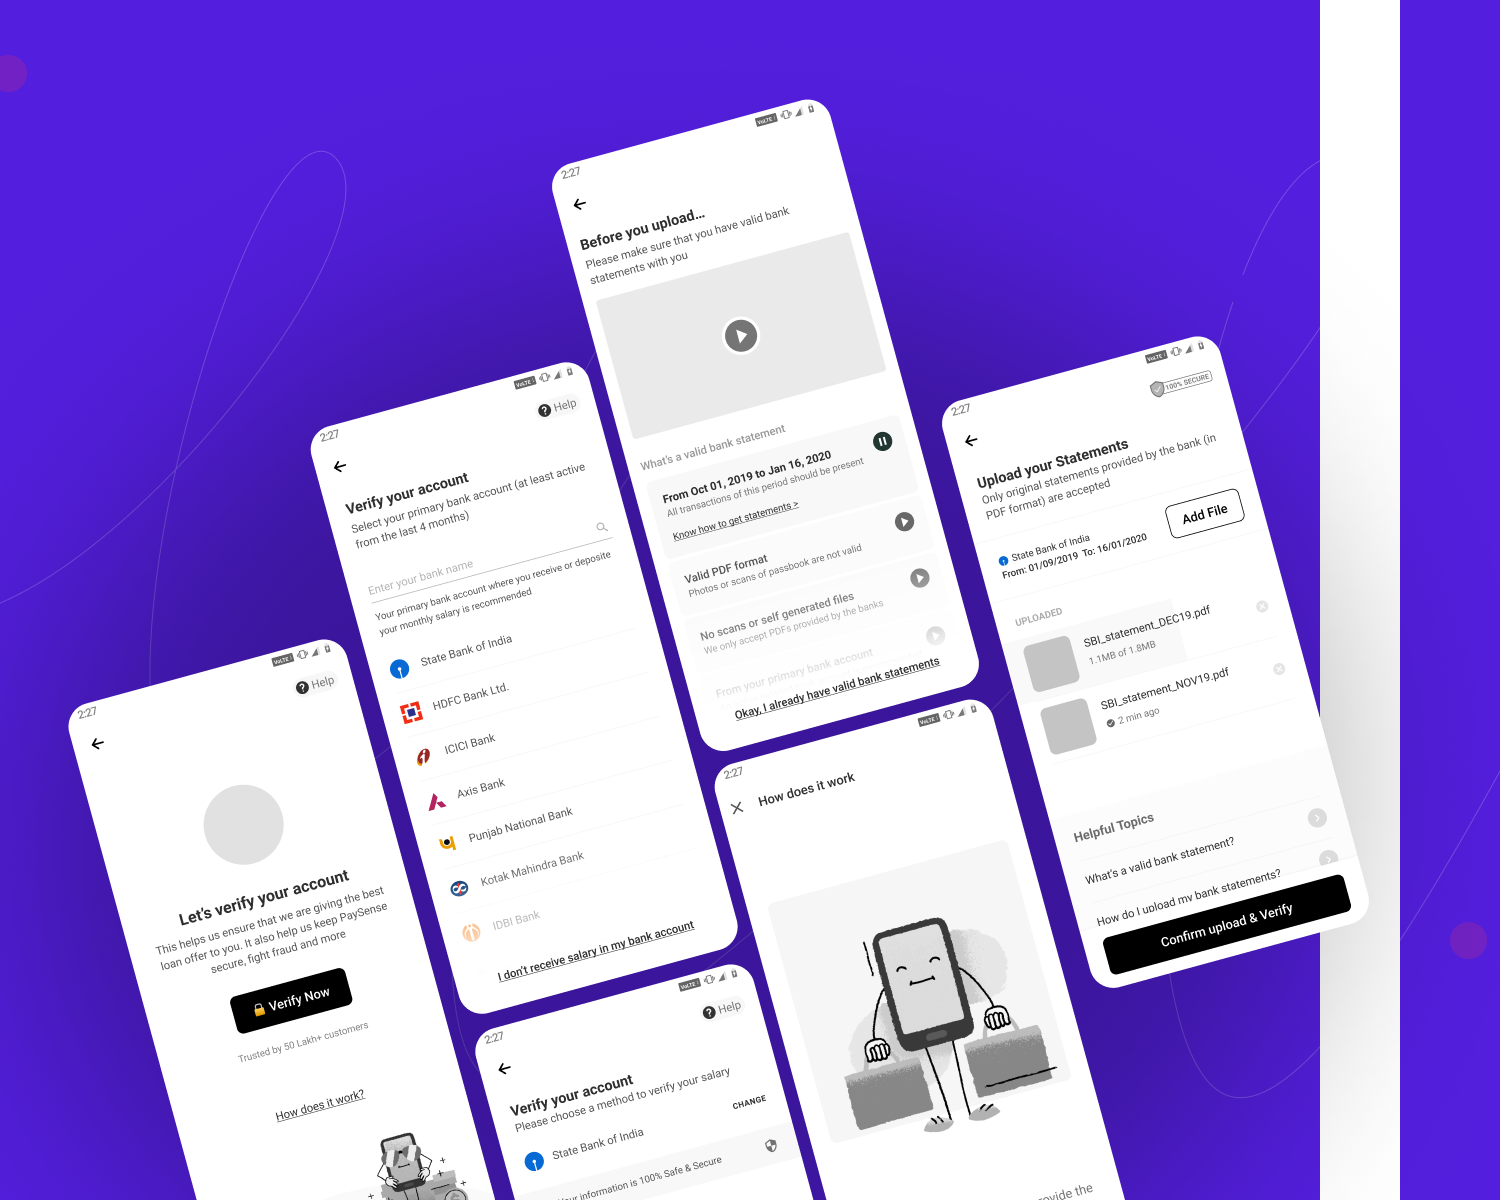 2:27
Help
Let's verify your account
This helps us ensure that we are giving the best
loan offer to you. It also help us keep PaySense
secure, fight fraud and more
Verify Now
Trusted by 50 Lakh+ customers
How does it work?
VoLTE
2:27
Help
Verify your account
Select your primary bank account (at least active
from the last 4 months)
Enter your bank name
Your primary bank account where you receive or deposite
your monthly salary is recommended
State Bank of India
HDFC Bank Ltd.
ICICI Bank
Axis Bank
Punjab National Bank
Kotak Mahindra Bank
IDBI Bank
I don't receive salary in my bank account
VoLTE
2:27
Help
Verify your account
Please choose a method to verify your salary
State Bank of India
CHANGE
Your information is 100% Safe & Secure
VoLTE
2:27
Before you upload...
Please make sure that you have valid bank
statements with you
What's a valid bank statement
From Oct 01, 2019 to Jan 16, 2020
All transactions of this period should be present
Know how to get statements >
Valid PDF format
Photos or scans of passbook are not valid
No scans or self generated files
We only accept PDFs provided by the banks
From your primary bank account
Okay, I already have valid bank statements
VoLTE
2:27
How does it work
VoLTE
ovide the
VoLTE
2:27
100% SECURE
Upload your Statements
Only original statements provided by the bank (in
PDF format) are accepted
State Bank of India
From: 01/09/2019 To: 16/01/2020
Add File
UPLOADED
SBI_statement_DEC19.pdf
1.1MB of 1.8MB
SBI_statement_NOV19.pdf
2 min ago
Helpful Topics
What's a valid bank statement?
How do I upload my bank statements?
Confirm upload & Verify